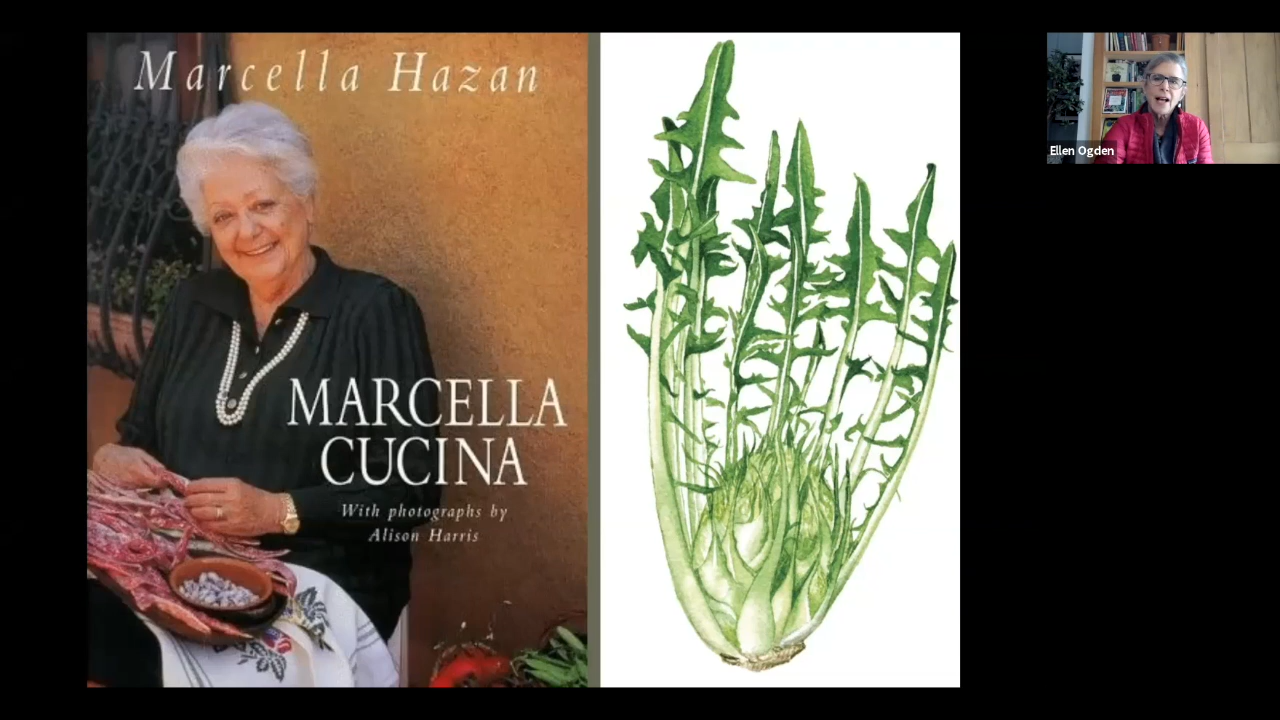 Marcella Hazan
MARCELLA
CUCINA
With photographs by
Alison Harris
Ellen Ogden